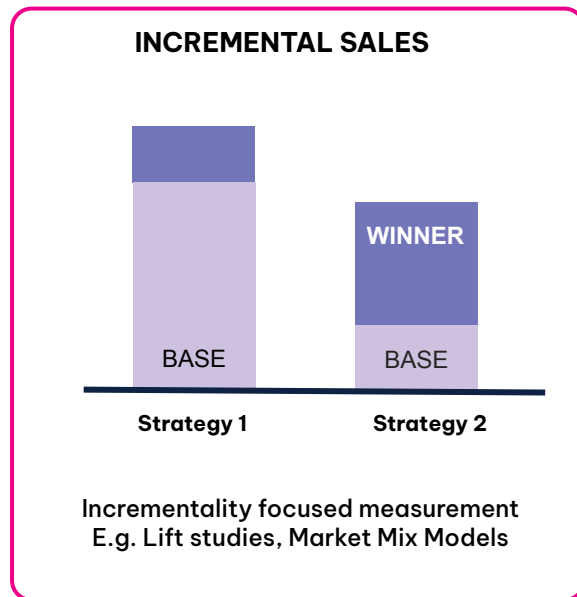 INCREMENTAL SALES
WINNER
BASE
BASE
Strategy 1
Strategy 2
Incrementality focused measurement
E.g. Lift studies, Market Mix Models